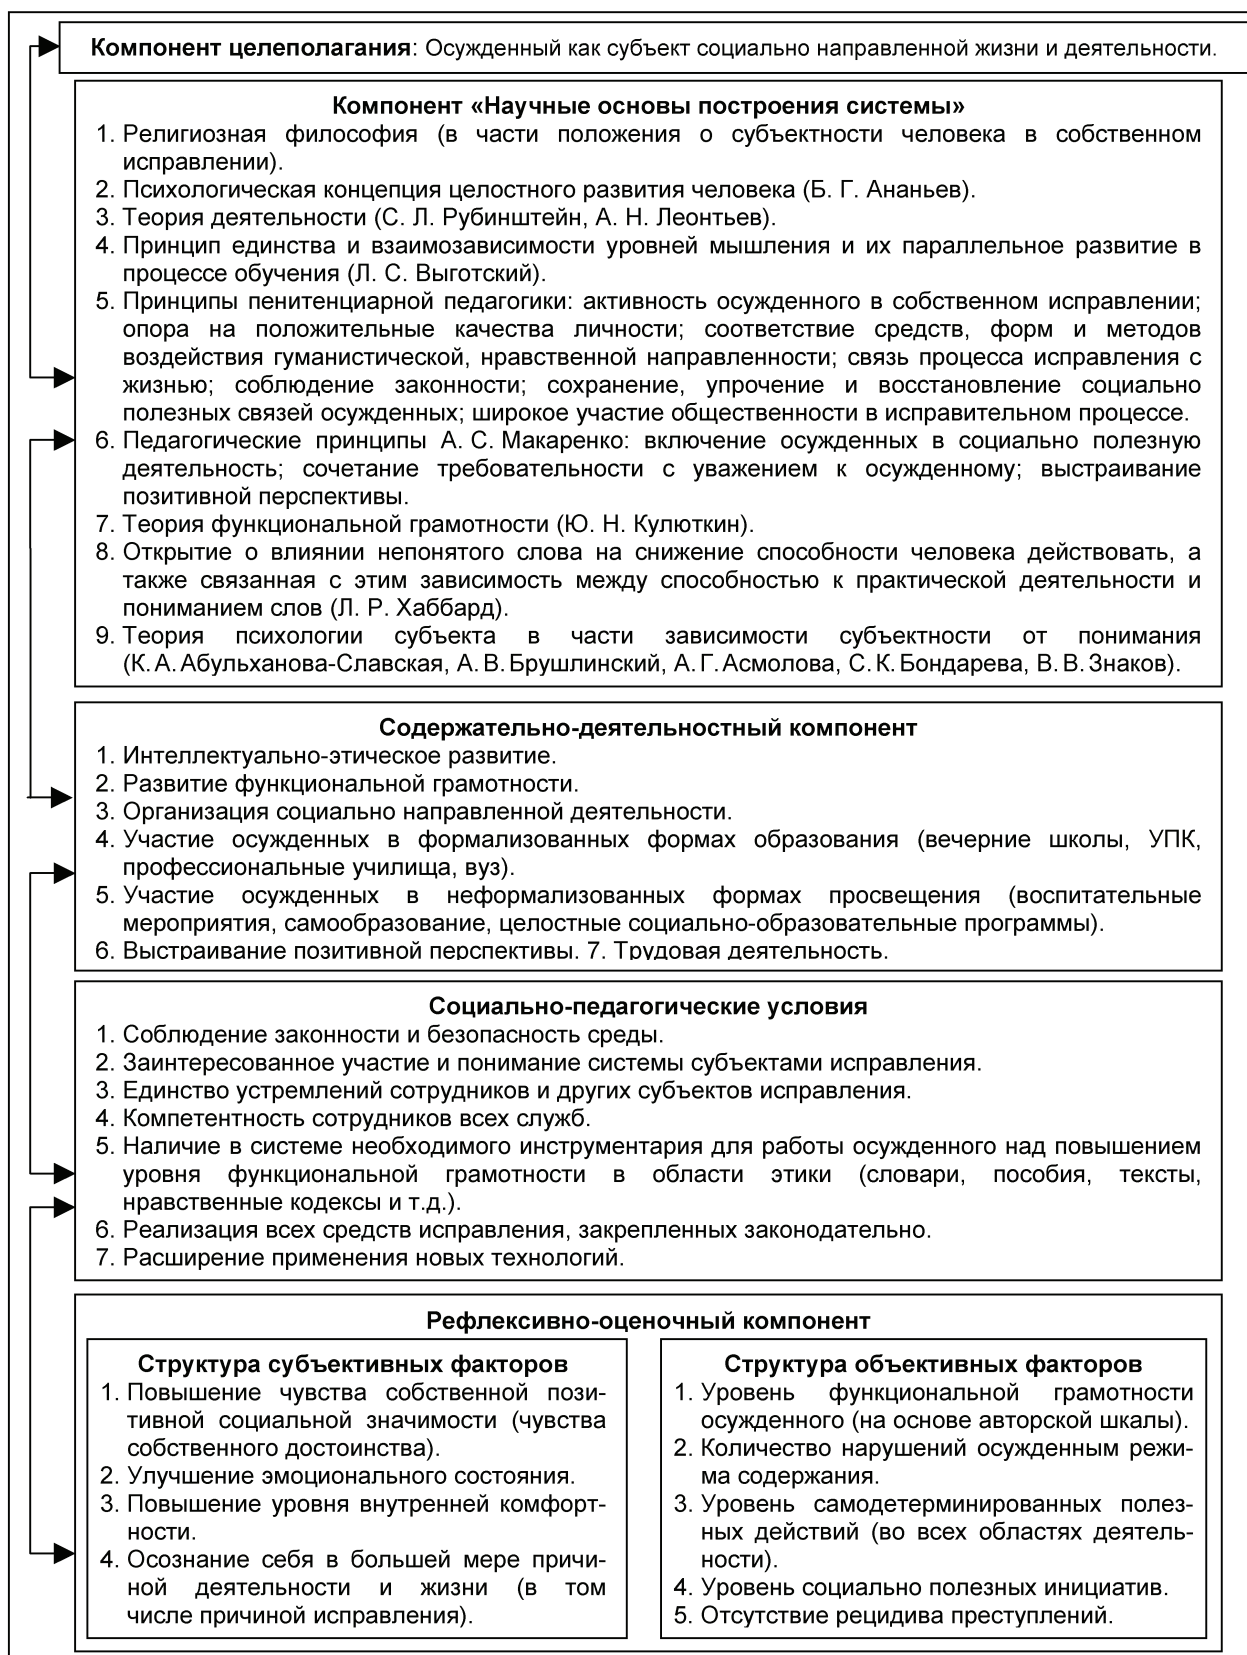 Компонент целеполагания: Осужденный как субъект социально направленной жизни и деятельности.
Компонент «Научные основы построения системы»
1. Религиозная философия (в части положения о субъектности человека в собственном
исправлении).
2. Психологическая концепция целостного развития человека (Б. Г. Ананьев).
3. Теория деятельности (С. Л. Рубинштейн, А. Н. Леонтьев).
4. Принцип единства и взаимозависимости уровней мышления и их параллельное развитие в
процессе обучения (Л. С. Выготский).
5. Принципы пенитенциарной педагогики: активность осужденного в собственном исправлении;
опора на положительные качества личности; соответствие средств, форм и методов
воздействия гуманистической, нравственной направленности; связь процесса исправления с
жизнью; соблюдение законности; сохранение, упрочение и восстановление социально
полезных связей осужденных; широкое участие общественности в исправительном процессе.
6. Педагогические принципы А. С. Макаренко: включение осужденных в социально полезную
деятельность; сочетание требовательности с уважением к осужденному; выстраивание
позитивной перспективы.
7. Теория функциональной грамотности (Ю. Н. Кулюткин).
8. Открытие о влиянии непонятого слова на снижение способности человека действовать, а
также связанная с этим зависимость между способностью к практической деятельности и
пониманием слов (Л. Р. Хаббард).
9. Теория психологии субъекта в части зависимости субъектности от понимания
(К. А. Абульханова-Славская, А. В. Брушлинский, А. Г. Асмолова, С. К. Бондарева, В. В. Знаков).
Содержательно-деятельностный компонент
1. Интеллектуально-этическое развитие.
2. Развитие функциональной грамотности.
3. Организация социально направленной деятельности.
4. Участие осужденных в формализованных формах образования (вечерние школы, УПК,
профессиональные училища, вуз).
5. Участие осужденных в неформализованных формах просвещения (воспитательные
мероприятия, самообразование, целостные социально-образовательные программы).
6. Выстраивание позитивной перспективы. 7. Трудовая деятельность.
Социально-педагогические условия
1. Соблюдение законности и безопасность среды.
2. Заинтересованное участие и понимание системы субъектами исправления.
3. Единство устремлений сотрудников и других субъектов исправления.
4. Компетентность сотрудников всех служб.
5. Наличие в системе необходимого инструментария для работы осужденного над повышением
уровня функциональной грамотности в области этики (словари, пособия, тексты,
нравственные кодексы и т.д.).
6. Реализация всех средств исправления, закрепленных законодательно.
7. Расширение применения новых технологий.
Рефлексивно-оценочный компонент
Структура субъективных факторов
1. Повышение чувства собственной пози-
тивной социальной значимости (чувства
собственного достоинства).
2. Улучшение эмоционального состояния.
3. Повышение уровня внутренней комфорт-
ности.
4. Осознание себя в большей мере причи-
ной деятельности и жизни (в том
числе причиной исправления).
Структура объективных факторов
1. Уровень функциональной грамотности
осужденного (на основе авторской шкалы).
2. Количество нарушений осужденным режи-
ма содержания.
3. Уровень самодетерминированных полез-
ных действий (во всех областях деятель-
ности).
4. Уровень социально полезных инициатив.
5. Отсутствие рецидива преступлений.